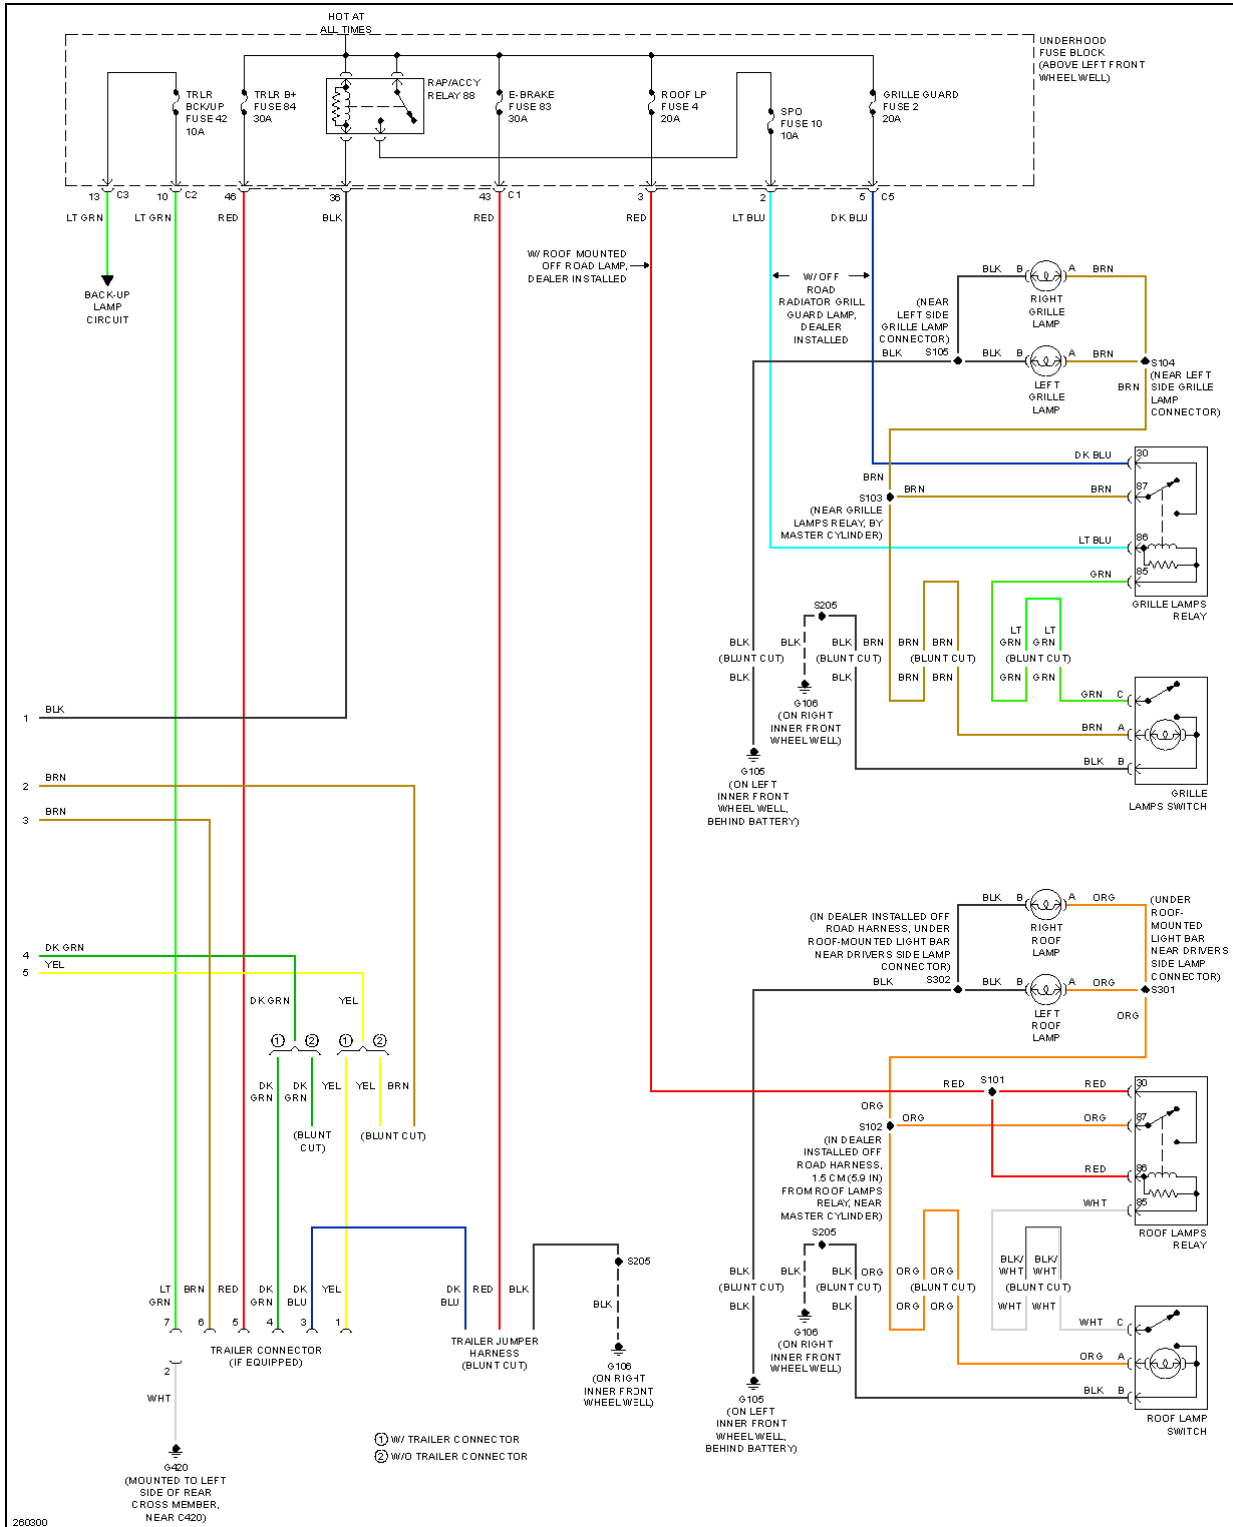 HOT AT
ALL TIMES
UNDERHOOD
FUSE BLOCK
(ABOVE LEFT FRONT
WHEEL WELL)
TRLR
BCK/UP
FUSE 42
10A
TRLR B+
FUSE 84
30A
RAP/ACCY
RELAY 88
E-BRAKE
FUSE 83
30A
ROOF LP
FUSE 4
20A
SPO
FUSE 10
10A
GRILLE GUARD
FUSE 2
20A
13 C3 10 C2 46 36 43 C1 3 2 5 C5
LT GRN LT GRN RED BLK RED RED LT BLU DK BLU
BACK-UP
LAMP
CIRCUIT
W/ ROOF MOUNTED
OFF ROAD LAMP,
DEALER INSTALLED
W/ OFF
ROAD
RADIATOR GRILL
GUARD LAMP,
DEALER
INSTALLED
(NEAR
LEFT SIDE
GRILLE LAMP
CONNECTOR)
S105
BLK
BLK B A BRN
RIGHT
GRILLE
LAMP
BLK B A BRN
LEFT
GRILLE
LAMP
S104
(NEAR LEFT
SIDE GRILLE
LAMP
CONNECTOR)
BRN
DK BLU 30
BRN
S103 BRN BRN 87
(NEAR GRILLE
LAMPS RELAY, BY
MASTER CYLINDER)
LT BLU 86
GRN 85
GRILLE LAMPS
RELAY
S205
BLK BLK BLK BRN BRN BRN LT GRN LT GRN
(BLUNT CUT) (BLUNT CUT) (BLUNT CUT) (BLUNT CUT)
BLK BLK BRN BRN GRN GRN
G106
(ON RIGHT
INNER FRONT
WHEEL WELL)
GRN C
BRN A
BLK B
GRILLE
LAMPS SWITCH
G105
(ON LEFT
INNER FRONT
WHEEL WELL,
BEHIND BATTERY)
1 BLK
2 BRN
3 BRN
4 DK GRN
5 YEL
DK GRN YEL
1 2 1 2
DK GRN DK GRN YEL YEL BRN
(BLUNT
CUT)
(BLUNT CUT)
(IN DEALER INSTALLED OFF
ROAD HARNESS, UNDER
ROOF-MOUNTED LIGHT BAR
NEAR DRIVERS SIDE LAMP
CONNECTOR)
S302
BLK
BLK B A ORG
RIGHT
ROOF
LAMP
BLK B A ORG
LEFT
ROOF
LAMP
(UNDER
ROOF-
MOUNTED
LIGHT BAR
NEAR DRIVERS
SIDE LAMP
CONNECTOR)
S301
ORG
RED S101 RED 30
ORG
S102 ORG ORG 87
(IN DEALER
INSTALLED OFF
ROAD HARNESS,
1.5 CM (5.9 IN)
FROM ROOF LAMPS
RELAY, NEAR
MASTER CYLINDER)
RED 86
WHT 85
ROOF LAMPS
RELAY
S205
BLK BLK BLK ORG ORG ORG BLK/ WHT BLK/ WHT
(BLUNT CUT) (BLUNT CUT) (BLUNT CUT) (BLUNT CUT)
BLK BLK ORG ORG WHT WHT
G106
(ON RIGHT
INNER FRONT
WHEEL WELL)
WHT C
ORG A
BLK B
ROOF LAMP
SWITCH
G105
(ON LEFT
INNER FRONT
WHEEL WELL,
BEHIND BATTERY)
LT GRN BRN RED DK GRN DK BLU YEL DK BLU RED BLK
7 6 5 4 3 1
TRAILER CONNECTOR
(IF EQUIPPED)
TRAILER JUMPER
HARNESS
(BLUNT CUT)
S205
BLK
G106
(ON RIGHT
INNER FRONT
WHEEL WELL)
2
WHT
G420
(MOUNTED TO LEFT
SIDE OF REAR
CROSS MEMBER,
NEAR C420)
1 W/ TRAILER CONNECTOR
2 W/O TRAILER CONNECTOR
260300